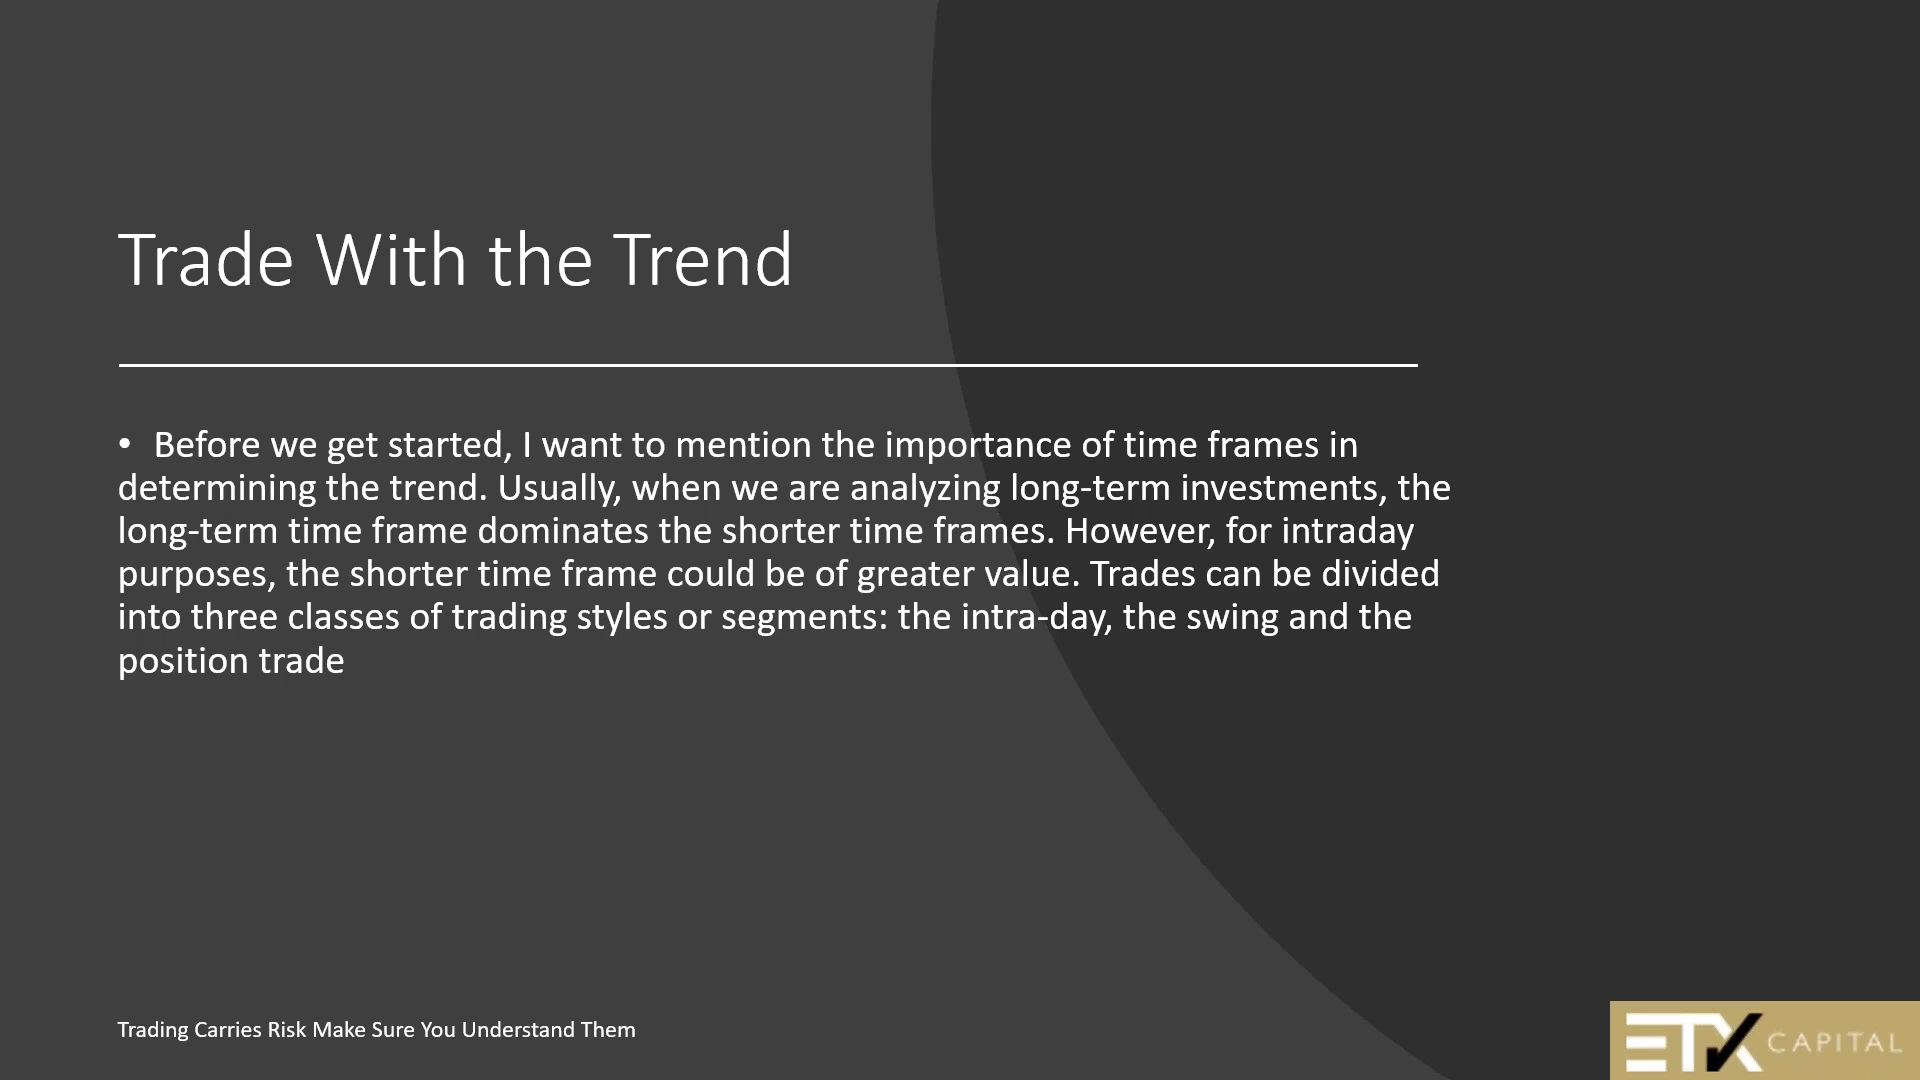 Trade With the Trend
• Before we get started, I want to mention the importance of time frames in
determining the trend. Usually, when we are analyzing long-term investments, the
long-term time frame dominates the shorter time frames. However, for intraday
purposes, the shorter time frame could be of greater value. Trades can be divided
into three classes of trading styles or segments: the intra-day, the swing and the
position trade
Trading Carries Risk Make Sure You Understand Them
ETX CAPITAL